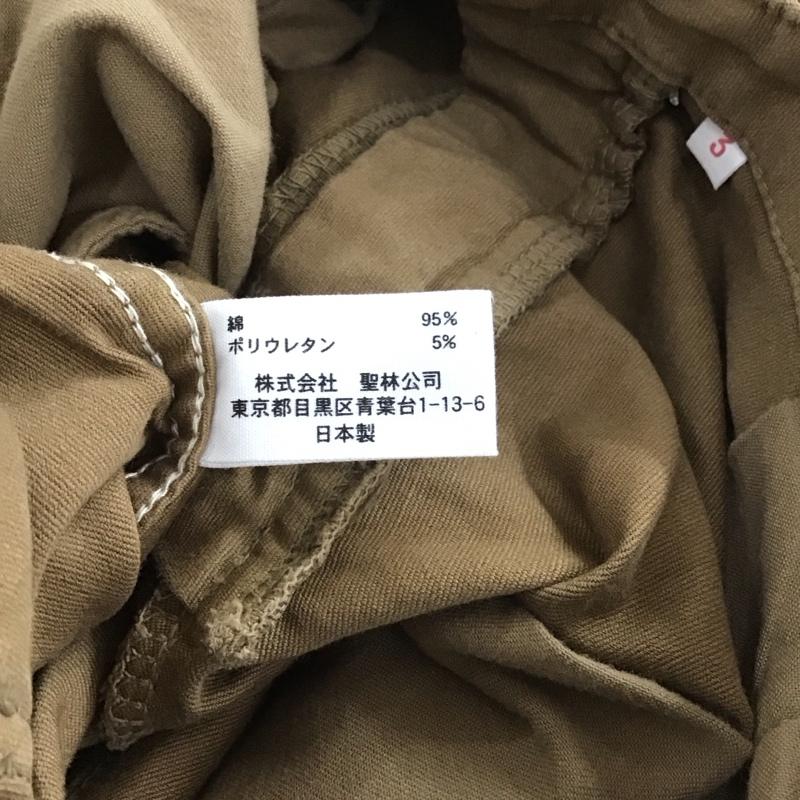 綿 95%
ポリウレタン 5%
株式会社 聖林公司
東京都目黒区青葉台1-13-6
日本製
3